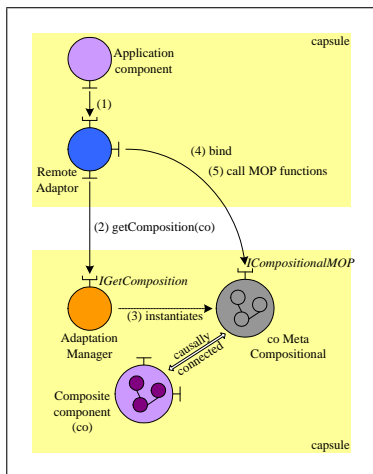 capsule
Application
component
(1)
(4) bind
(5) call MOP functions
Remote
Adaptor
(2) getComposition(co)
ICompositionalMOP
IGetComposition
(3) instantiates
Adaptation
Manager
co Meta
Compositional
causally
connected
Composite
component
(co)
capsule